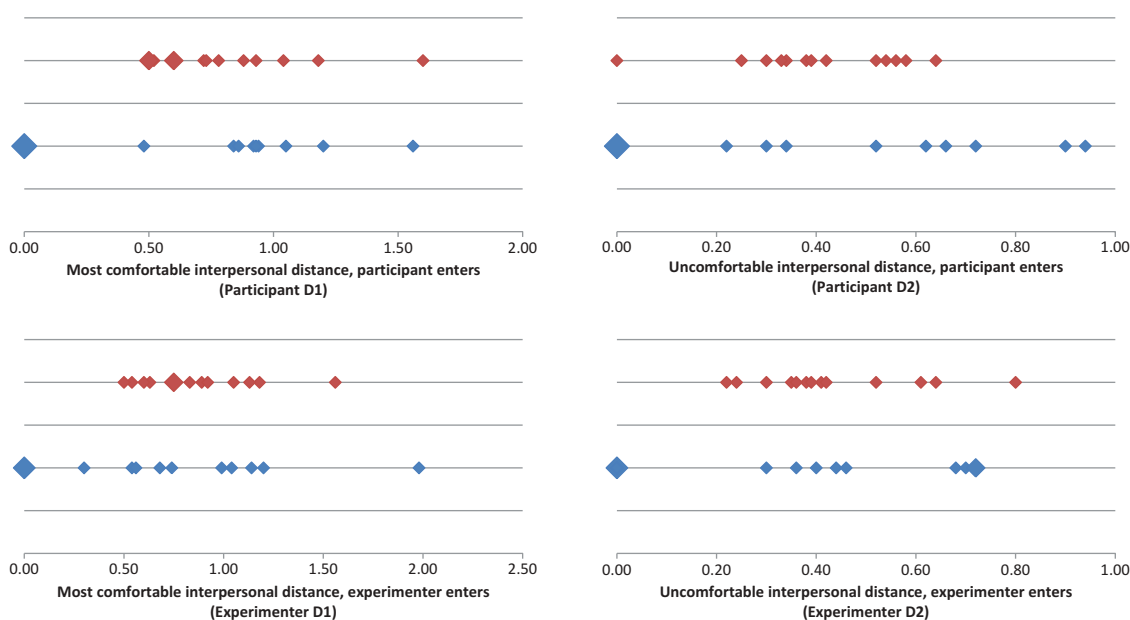 0.00 0.50 1.00 1.50 2.00
Most comfortable interpersonal distance, participant enters
(Participant D1)
0.00 0.20 0.40 0.60 0.80 1.00
Uncomfortable interpersonal distance, participant enters
(Participant D2)
0.00 0.50 1.00 1.50 2.00 2.50
Most comfortable interpersonal distance, experimenter enters
(Experimenter D1)
0.00 0.20 0.40 0.60 0.80 1.00
Uncomfortable interpersonal distance, experimenter enters
(Experimenter D2)